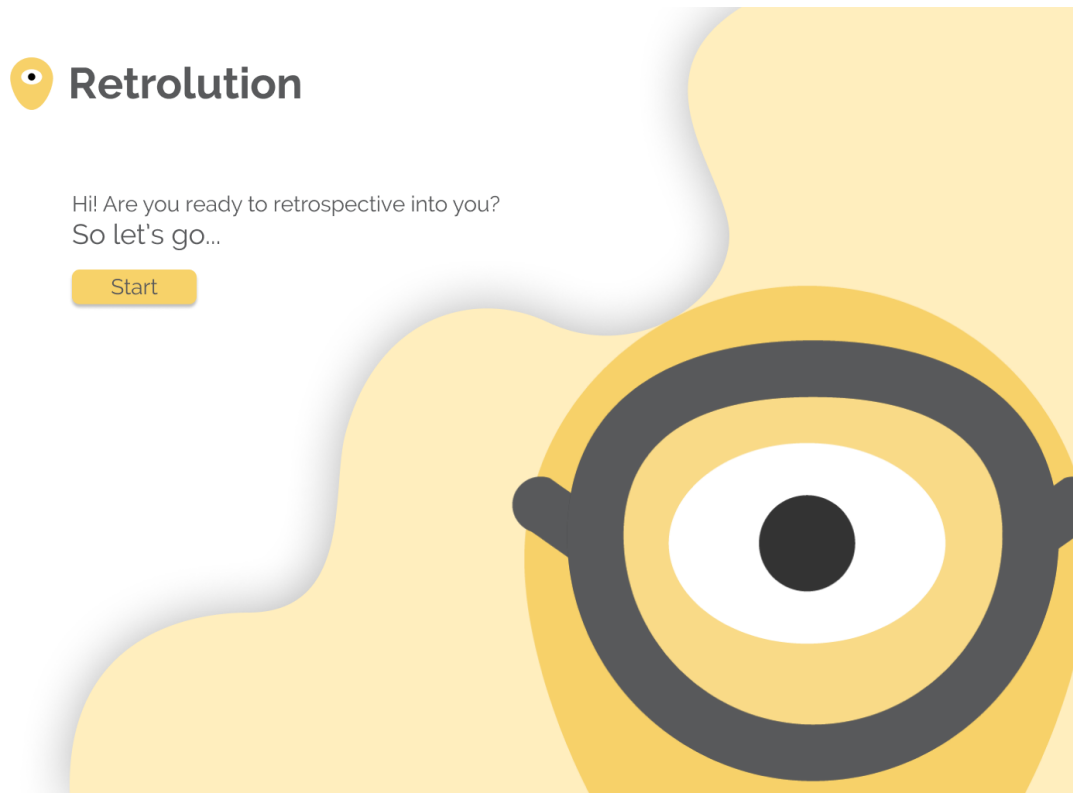 Retrolution
Hi! Are you ready to retrospective into you?
So let's go...
Start